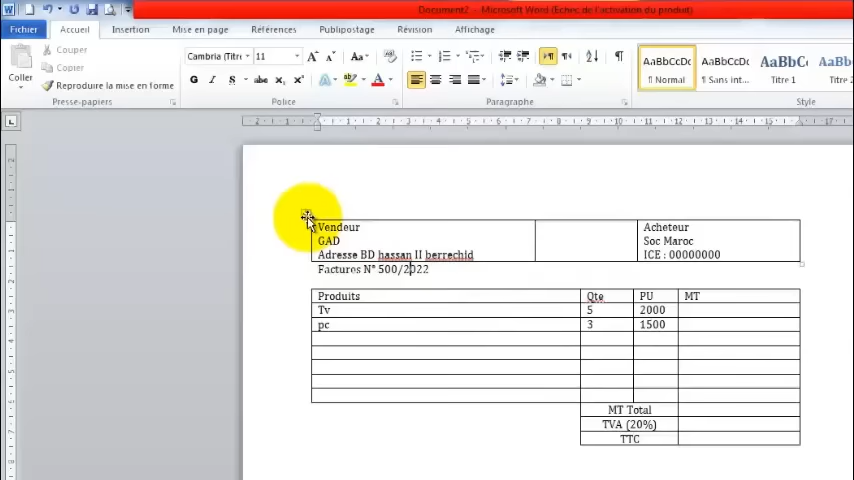 Document2 - Microsoft Word (Échec de l'activation du produit)
Fichier Accueil Insertion Mise en page Références Publipostage Révision Affichage
Couper
Copier
Coller
Reproduire la mise en forme
Presse-papiers
Cambria (Titre 11
Police
Paragraphe
AaBbCcDc AaBbCcDc AaBbC
¶ Normal ¶ Sans int... Titre 1 Titre 2
Style
Vendeur
GAD
Adresse BD hassan II berrechid
Acheteur
Soc Maroc
ICE : 00000000
Factures N° 500/2022
Produits Qte PU MT
Tv 5 2000
pc 3 1500
MT Total
TVA (20%)
TTC